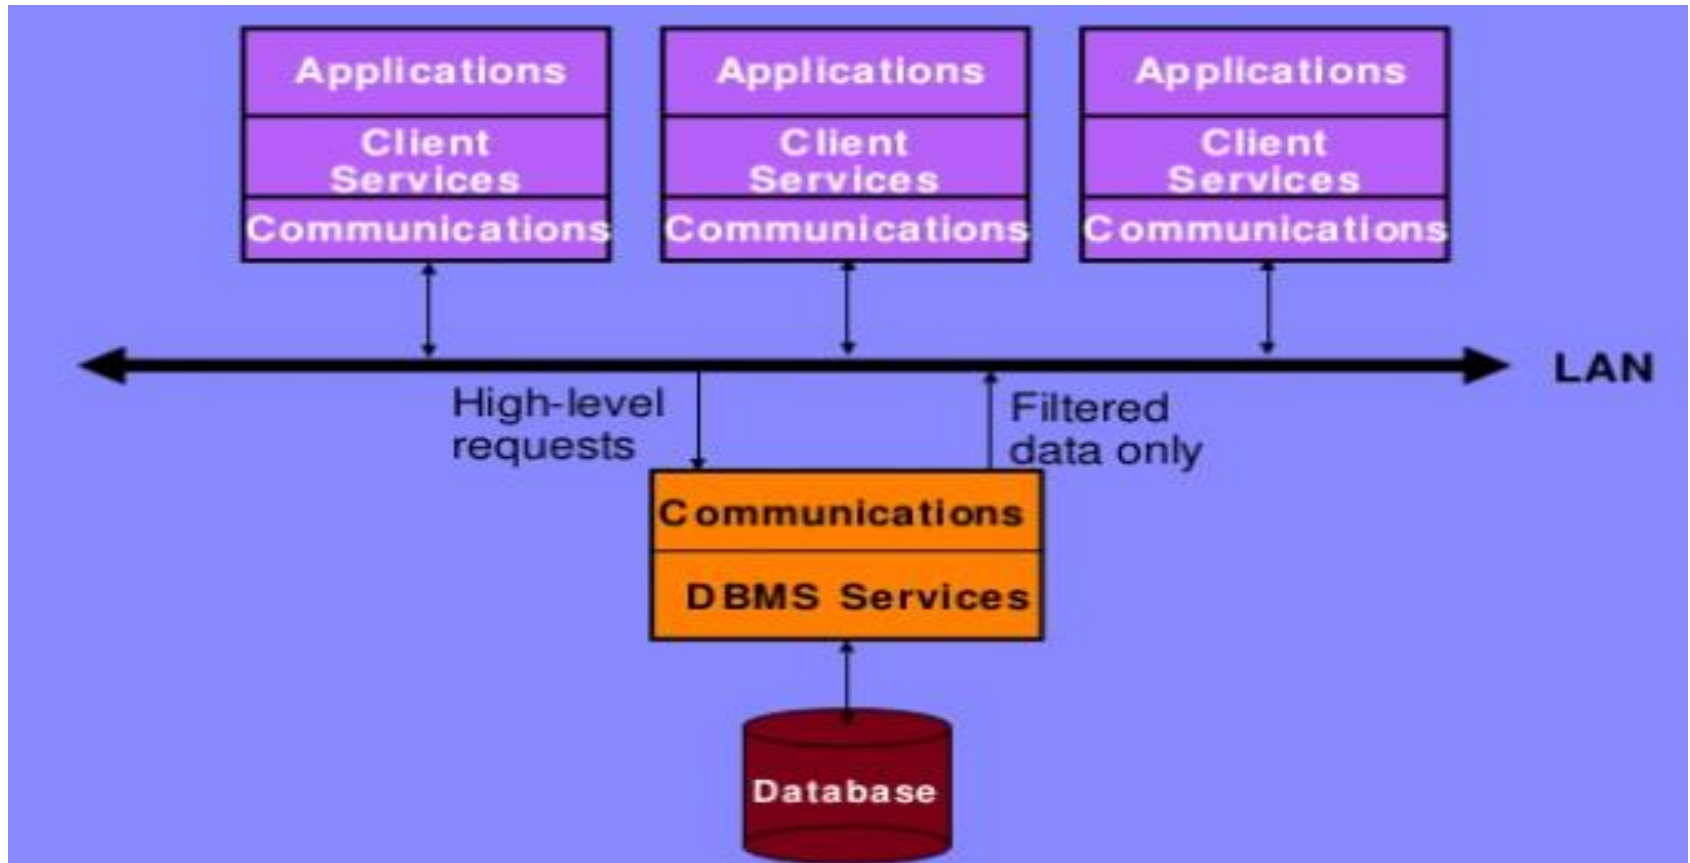 Applications
Client
Services
Communications
Applications
Client
Services
Communications
Applications
Client
Services
Communications
LAN
High-level
requests
Filtered
data only
Communications
DBMS Services
Database